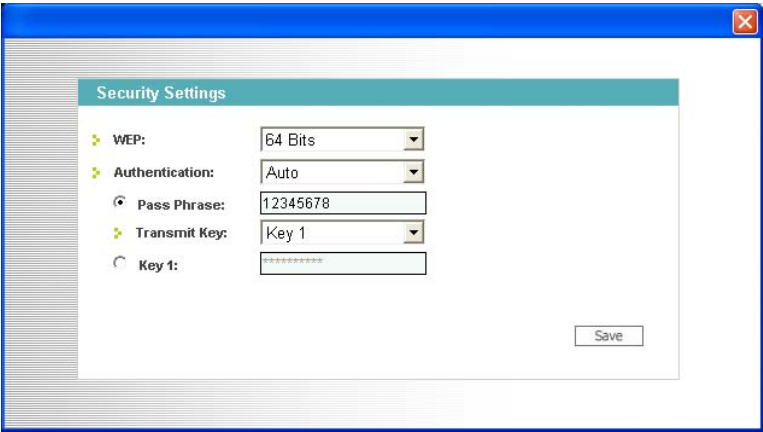 Security Settings
WEP: 64 Bits
Authentication: Auto
Pass Phrase: 12345678
Transmit Key: Key 1
Key 1: **********
Save